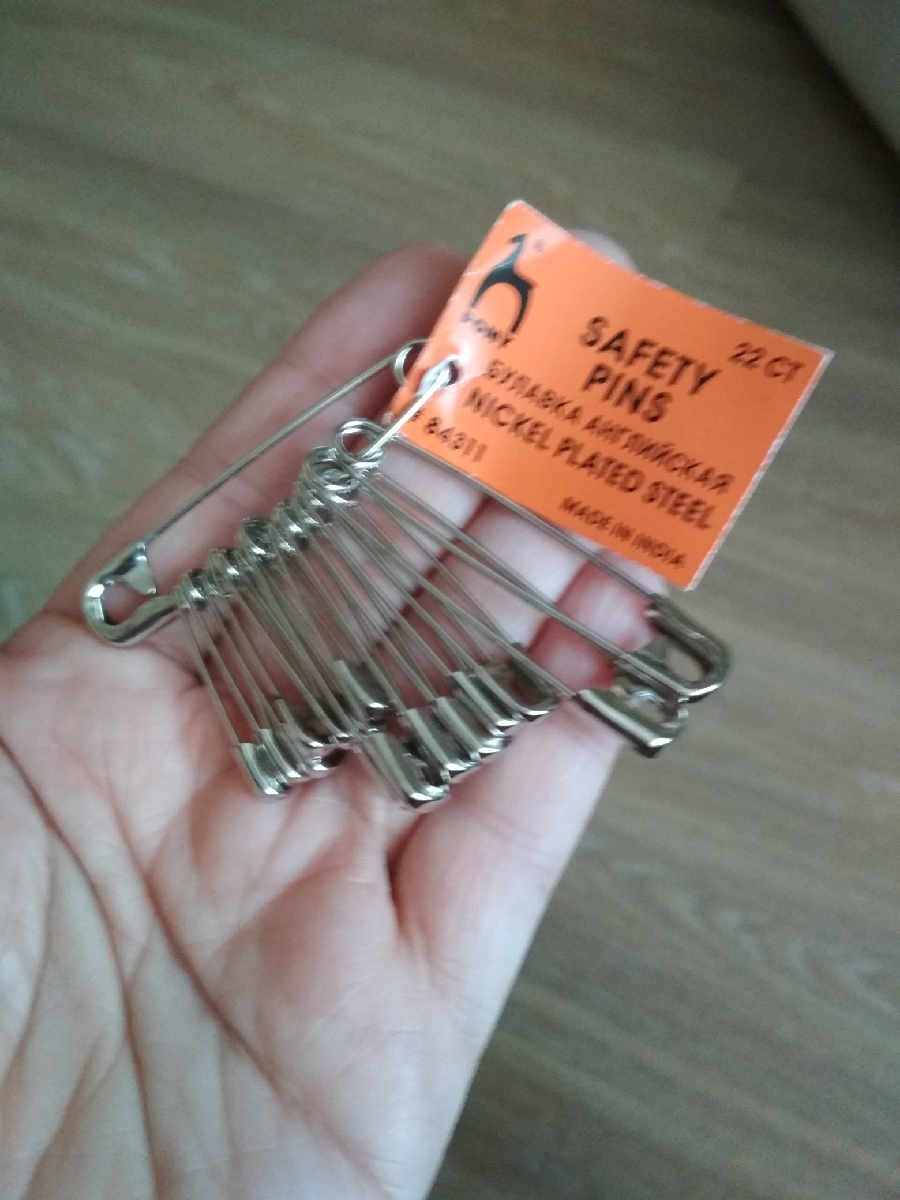 PONY
22 CT
SAFETY
PINS
БУЛАВКА АНГЛИЙСКАЯ
NICKEL PLATED STEEL
# 84311
MADE IN INDIA